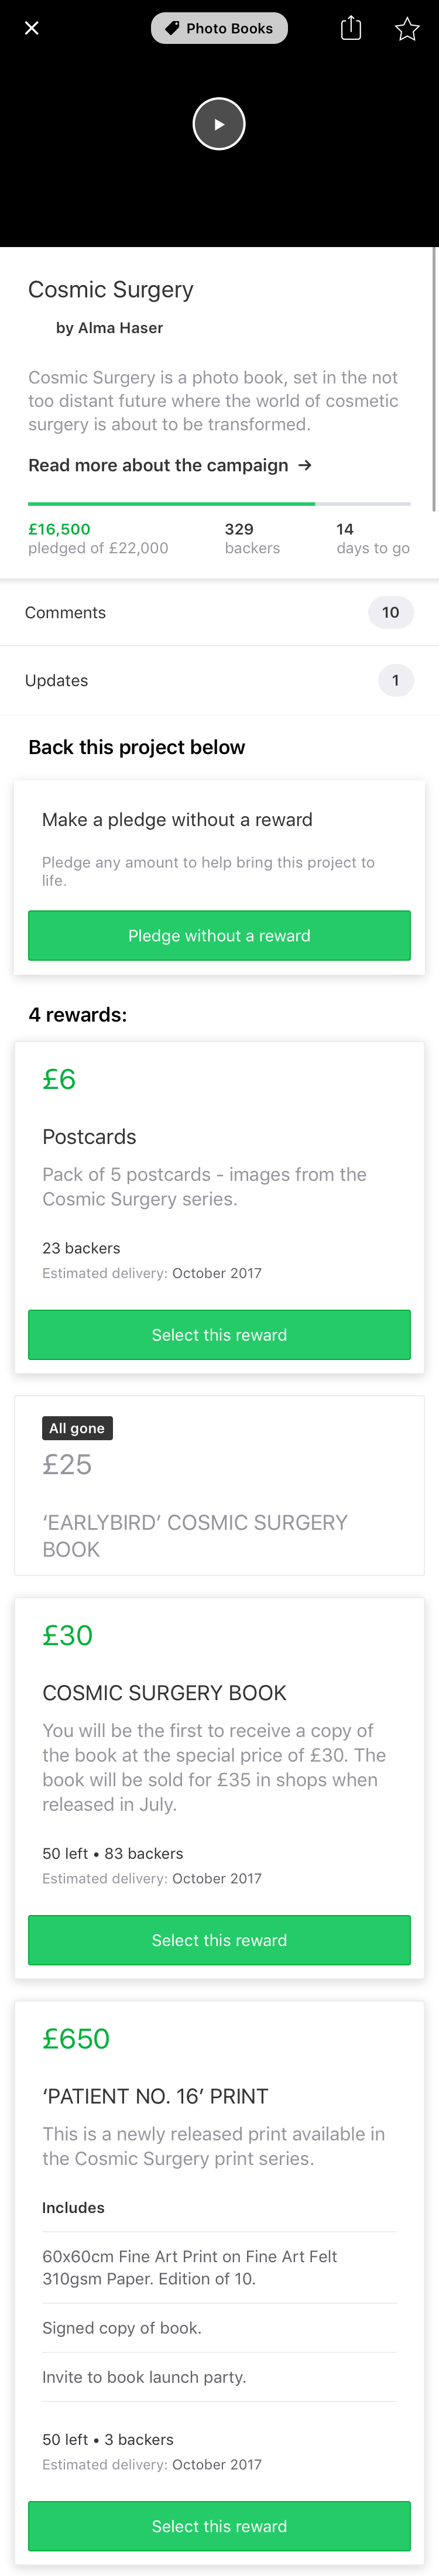 Photo Books
Cosmic Surgery
by Alma Haser
Cosmic Surgery is a photo book, set in the not
too distant future where the world of cosmetic
surgery is about to be transformed.
Read more about the campaign →
£16,500
pledged of £22,000
329
backers
14
days to go
Comments
10
Updates
1
Back this project below
Make a pledge without a reward
Pledge any amount to help bring this project to
life.
Pledge without a reward
4 rewards:
£6
Postcards
Pack of 5 postcards - images from the
Cosmic Surgery series.
23 backers
Estimated delivery: October 2017
Select this reward
All gone
£25
‘EARLYBIRD’ COSMIC SURGERY
BOOK
£30
COSMIC SURGERY BOOK
You will be the first to receive a copy of
the book at the special price of £30. The
book will be sold for £35 in shops when
released in July.
50 left • 83 backers
Estimated delivery: October 2017
Select this reward
£650
‘PATIENT NO. 16’ PRINT
This is a newly released print available in
the Cosmic Surgery print series.
Includes
60x60cm Fine Art Print on Fine Art Felt
310gsm Paper. Edition of 10.
Signed copy of book.
Invite to book launch party.
50 left • 3 backers
Estimated delivery: October 2017
Select this reward